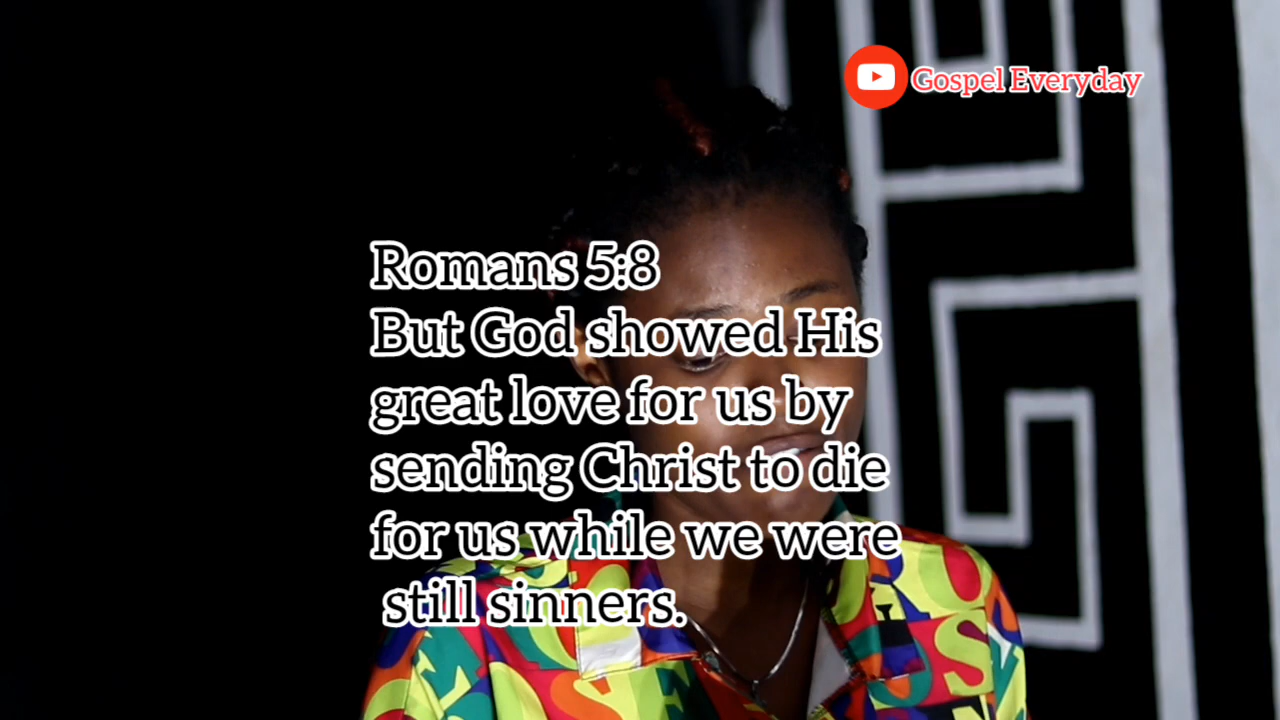 Gospel Everyday
Romans 5:8
But God showed His
great love for us by
sending Christ to die
for us while we were
still sinners.